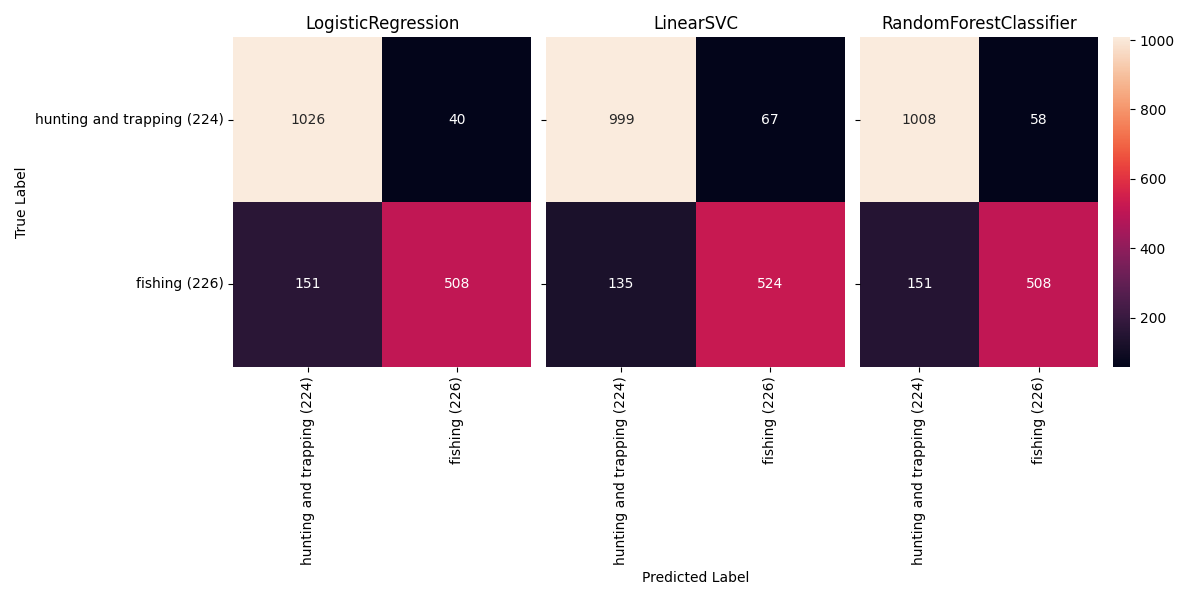 LogisticRegression
LinearSVC
RandomForestClassifier
True Label
hunting and trapping (224)
fishing (226)
1026
40
151
508
999
67
135
524
1008
58
151
508
1000
800
600
400
200
hunting and trapping (224)
fishing (226)
hunting and trapping (224)
fishing (226)
hunting and trapping (224)
fishing (226)
Predicted Label